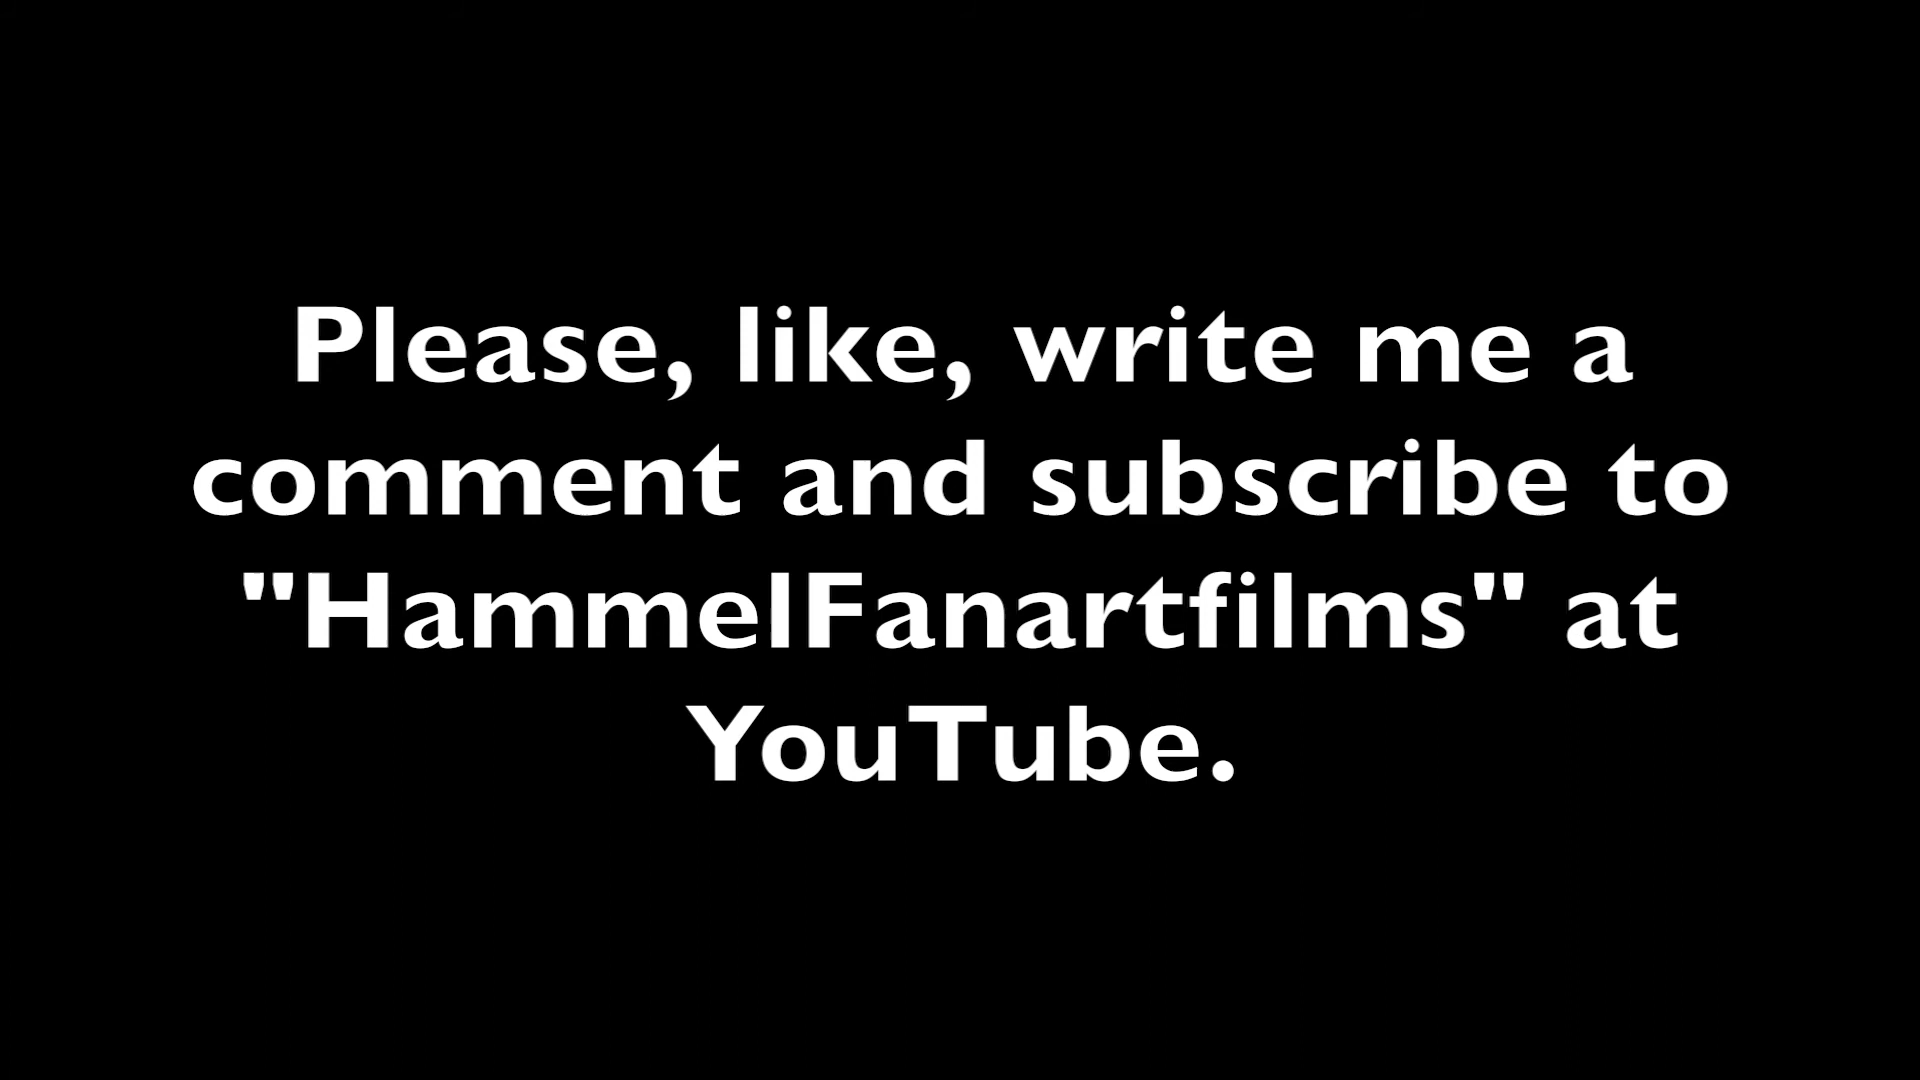 Please, like, write me a
comment and subscribe to
"HammelFanartfilms" at
YouTube.